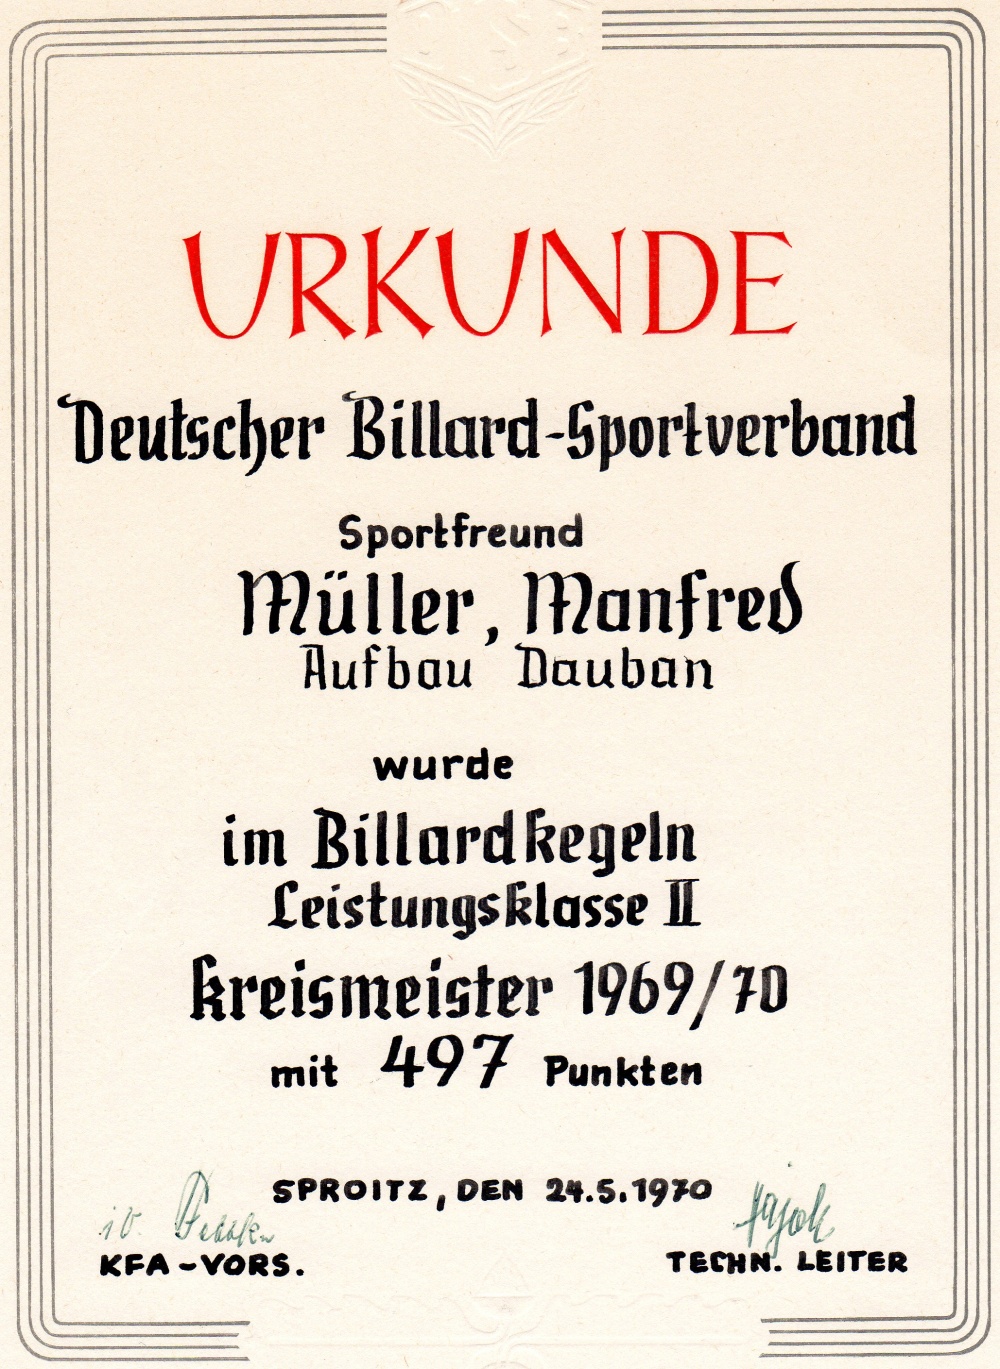 URKUNDE
Deutscher Billard-Sportverband
Sportfreund
Müller, Manfred
Aufbau Dauban
wurde
im Billardkegeln
Leistungsklasse II
Kreismeister 1969/70
mit 497 Punkten
SPROITZ, DEN 24.5.1970
i.V.
KFA-VORS.
TECHN. LEITER